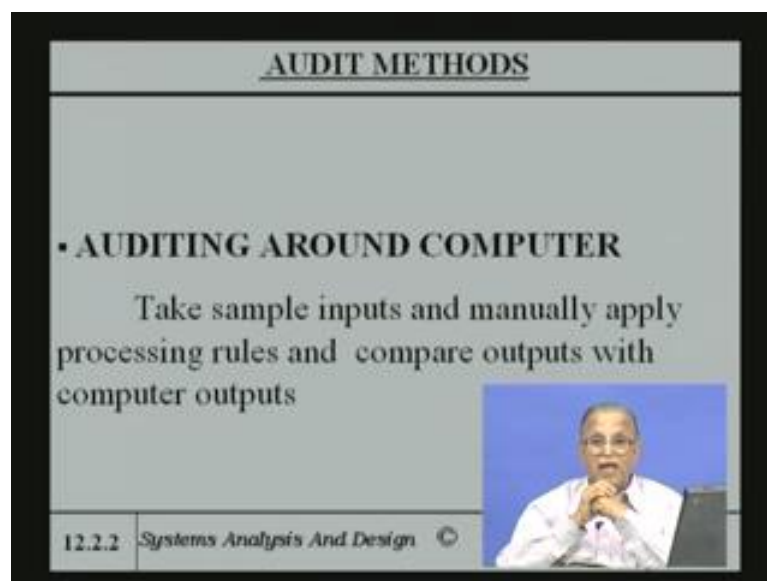 AUDIT METHODS
▪ AUDITING AROUND COMPUTER
Take sample inputs and manually apply
processing rules and compare outputs with
computer outputs
12.2.2 Systems Analysis And Design ©